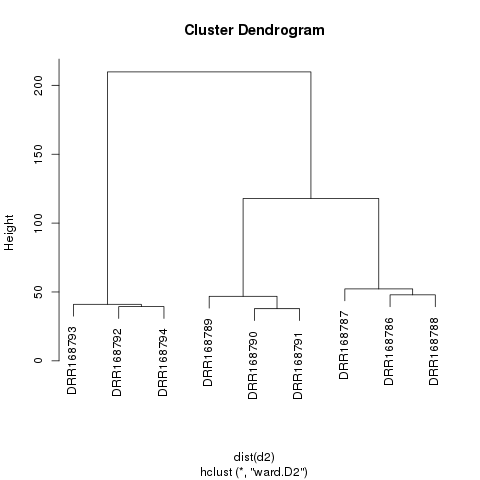 Cluster Dendrogram
Height
200
150
100
50
0
DRR168793
DRR168792
DRR168794
DRR168789
DRR168790
DRR168791
DRR168787
DRR168786
DRR168788
dist(d2)
hclust (*, "ward.D2")